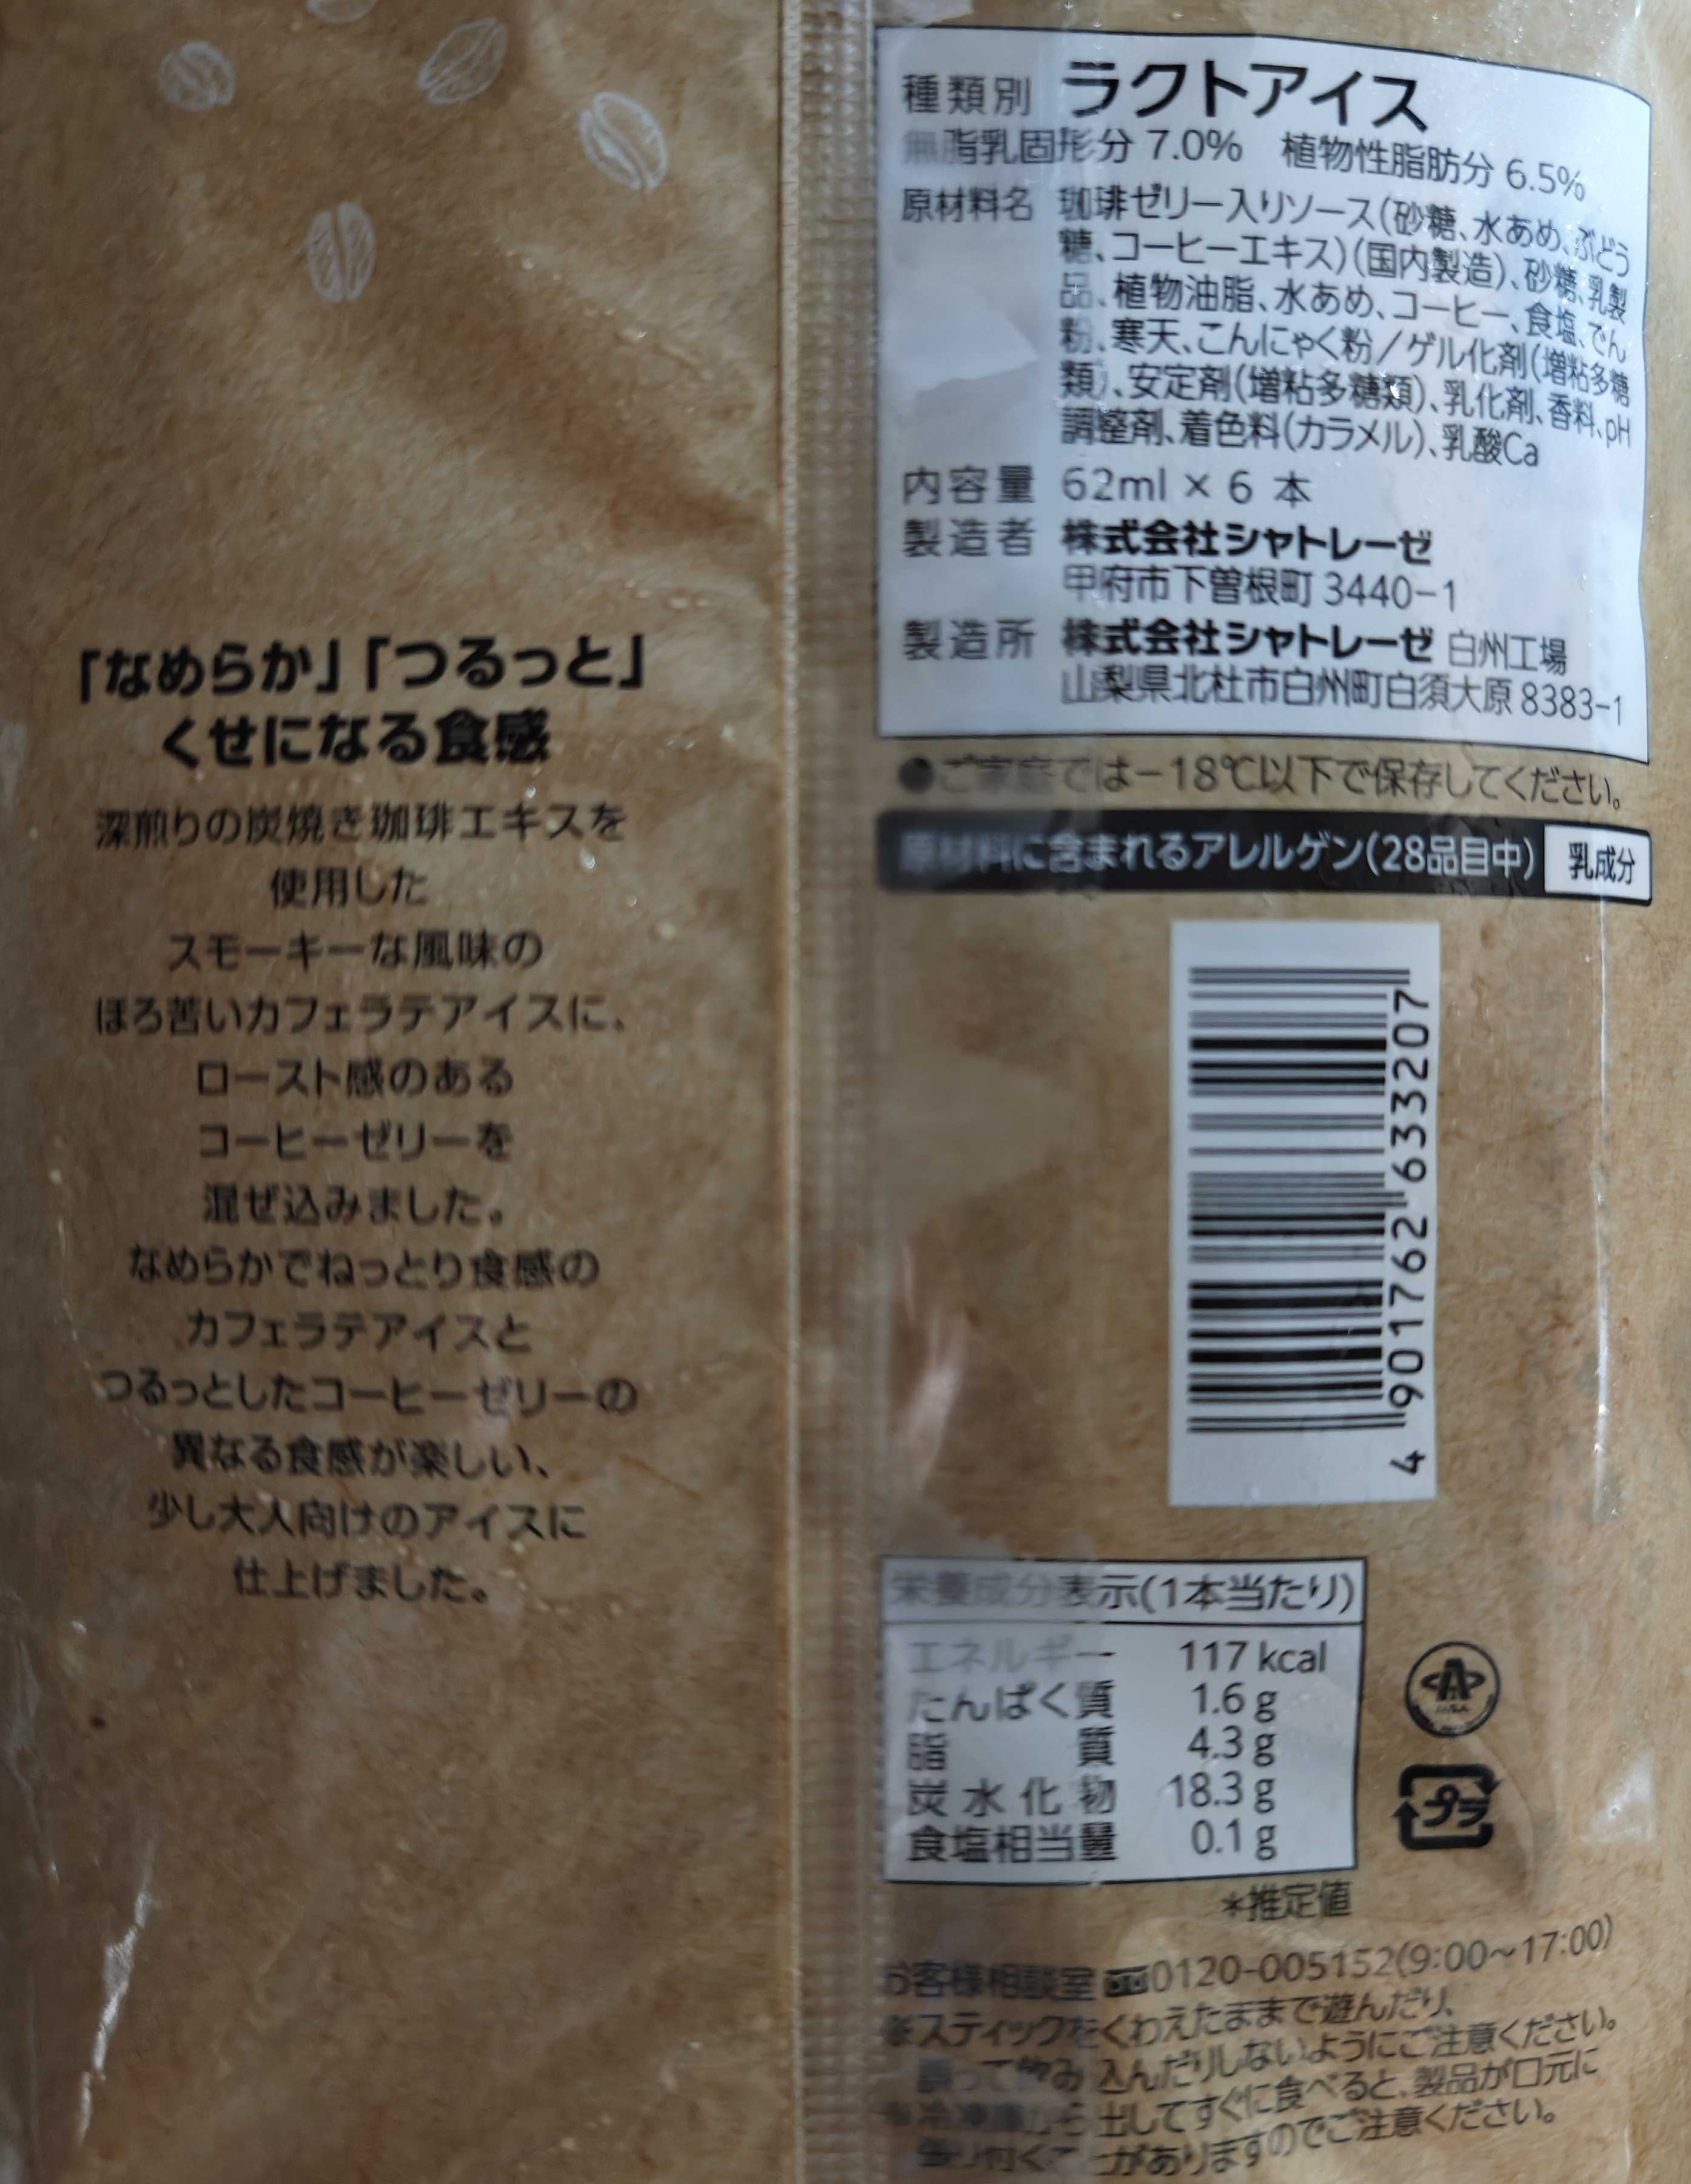 「なめらか」「つるっと」
くせになる食感
深煎りの炭焼き珈琲エキスを
使用した
スモーキーな風味の
ほろ苦いカフェラテアイスに、
ロースト感のある
コーヒーゼリーを
混ぜ込みました。
なめらかでねっとり食感の
カフェラテアイスと
つるっとしたコーヒーゼリーの
異なる食感が楽しい、
少し大人向けのアイスに
仕上げました。
種類別 ラクトアイス
無脂乳固形分 7.0% 植物性脂肪分 6.5%
原材料名 珈琲ゼリー入りソース(砂糖、水あめ、ぶどう
糖、コーヒーエキス)(国内製造)、砂糖、乳製
品、植物油脂、水あめ、コーヒー、食塩、でん
粉、寒天、こんにゃく粉/ゲル化剤(増粘多糖
類)、安定剤(増粘多糖類)、乳化剤、香料、pH
調整剤、着色料(カラメル)、乳酸Ca
内容量 62ml × 6 本
製造者 株式会社シャトレーゼ
甲府市下曽根町 3440-1
製造所 株式会社シャトレーゼ 白州工場
山梨県北杜市白州町白須大原 8383-1
●ご家庭では-18℃以下で保存してください。
原材料に含まれるアレルゲン(28品目中) 乳成分
4 901762 633207
栄養成分表示(1本当たり)
エネルギー 117 kcal
たんぱく質 1.6 g
脂質 4.3 g
炭水化物 18.3 g
食塩相当量 0.1 g
*推定値
プラ
お客様相談室 0120-005152(9:00~17:00)
※スティックをくわえたままで遊んだり、
誤って飲み込んだりしないようにご注意ください。
※冷凍庫から出してすぐに食べると、製品が口元に
張り付くことがありますのでご注意ください。